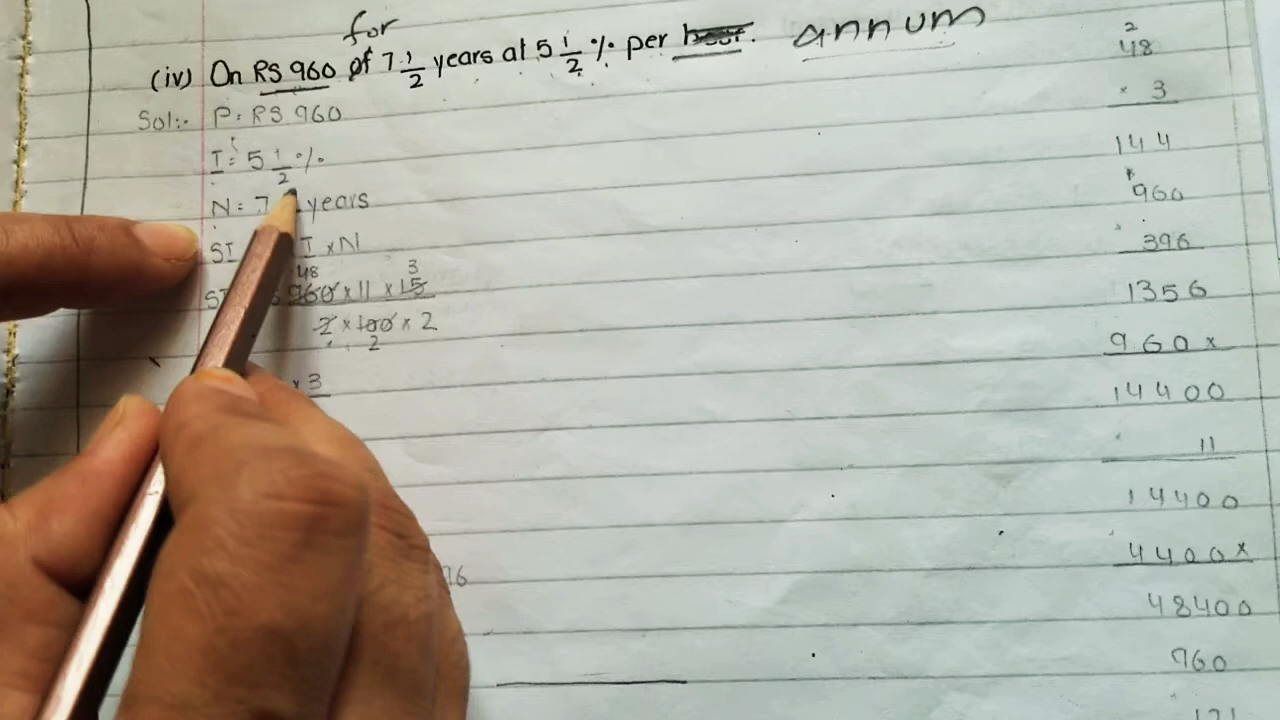 for
(iv) On RS 960 of 7 1/2 years at 5 1/2 % per annum
Sol:- P= RS 960
I= 5 1/2 %
N= 7 years
SI I × N
48 3
960 × 11 × 15
2 × 100 × 2
2
× 3
76
2
48
× 3
144
960
× 396
1356
960×
14400
× 11
14400
4400×
48400
960
121